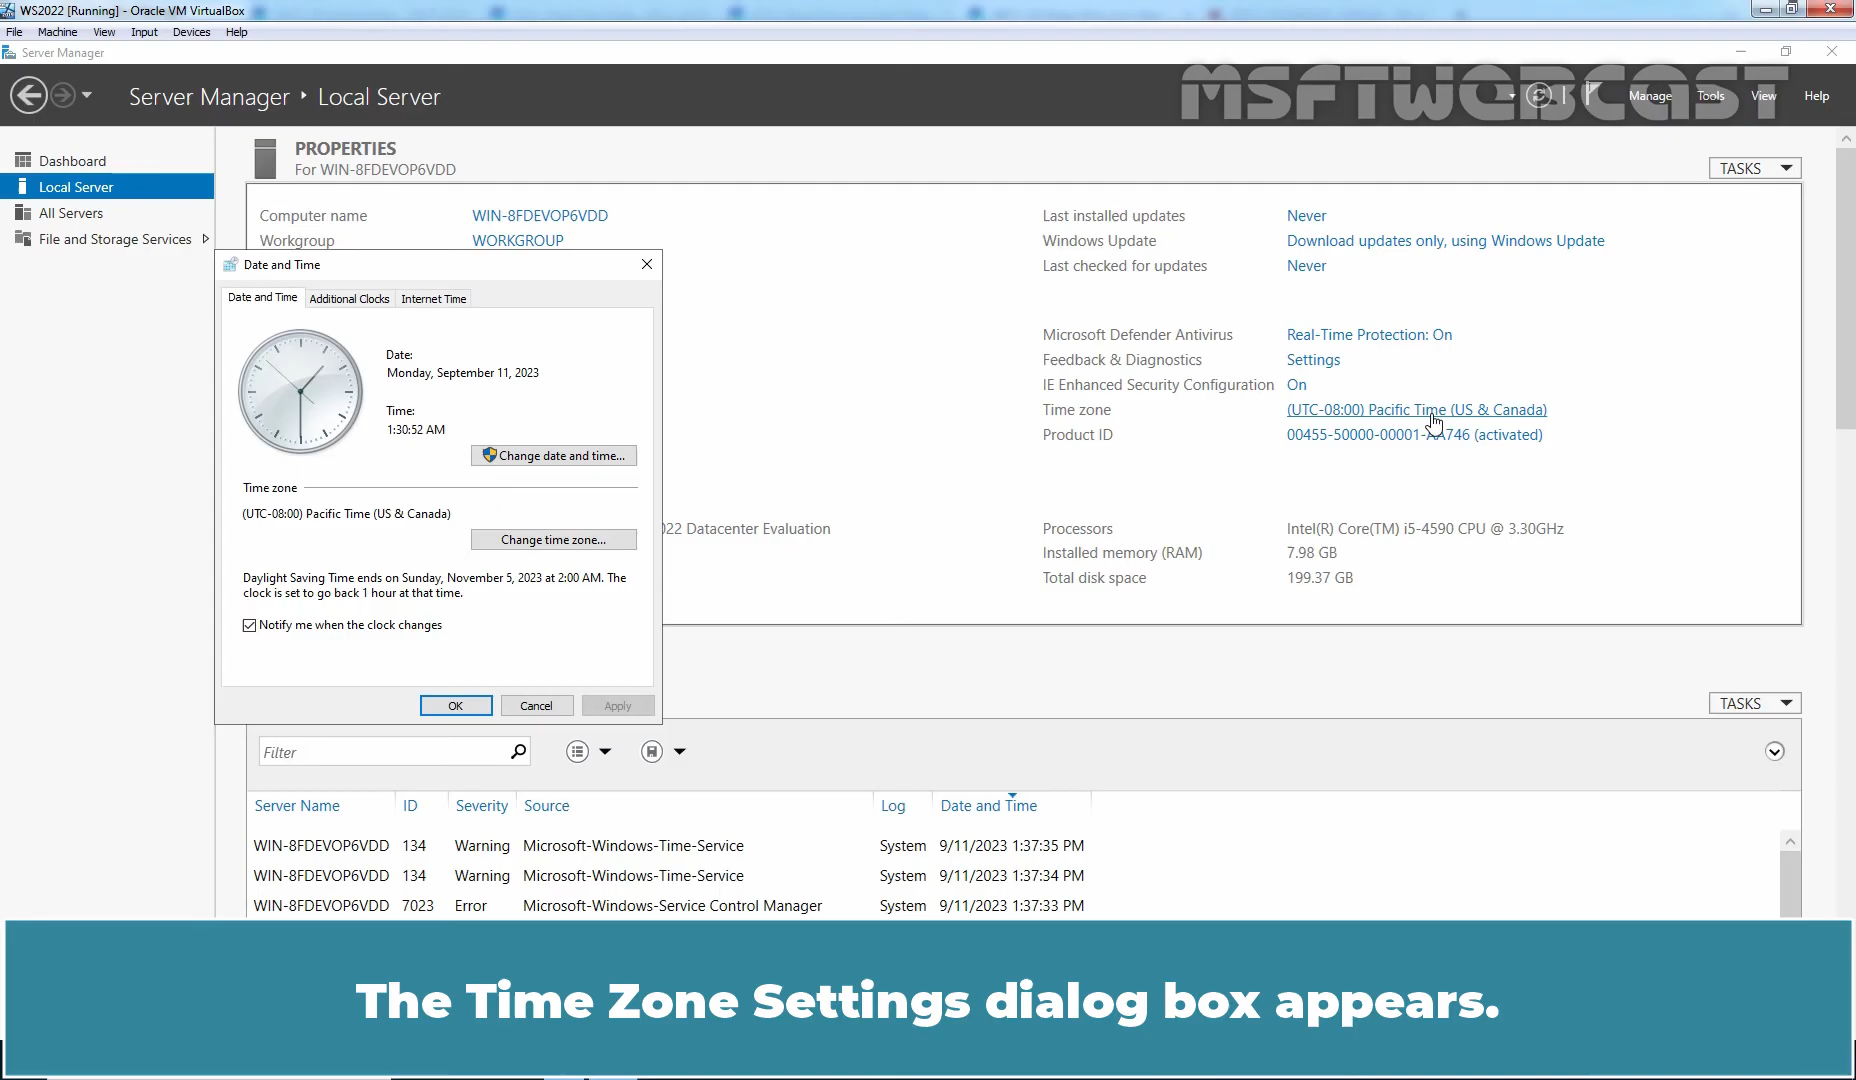 WS2022 [Running] - Oracle VM VirtualBox
File Machine View Input Devices Help
Server Manager
Server Manager ‣ Local Server
MSFTWEBCAST
Manage Tools View Help
Dashboard
Local Server
All Servers
File and Storage Services
PROPERTIES
For WIN-8FDEVOP6VDD
TASKS
Computer name WIN-8FDEVOP6VDD
Workgroup WORKGROUP
Last installed updates Never
Windows Update Download updates only, using Windows Update
Last checked for updates Never
Microsoft Defender Antivirus Real-Time Protection: On
Feedback & Diagnostics Settings
IE Enhanced Security Configuration On
Time zone (UTC-08:00) Pacific Time (US & Canada)
Product ID 00455-50000-00001-AA746 (activated)
022 Datacenter Evaluation
Processors Intel(R) Core(TM) i5-4590 CPU @ 3.30GHz
Installed memory (RAM) 7.98 GB
Total disk space 199.37 GB
Date and Time
Date and Time Additional Clocks Internet Time
Date:
Monday, September 11, 2023
Time:
1:30:52 AM
Change date and time...
Time zone
(UTC-08:00) Pacific Time (US & Canada)
Change time zone...
Daylight Saving Time ends on Sunday, November 5, 2023 at 2:00 AM. The
clock is set to go back 1 hour at that time.
Notify me when the clock changes
OK Cancel Apply
TASKS
Filter
Server Name ID Severity Source Log Date and Time
WIN-8FDEVOP6VDD 134 Warning Microsoft-Windows-Time-Service System 9/11/2023 1:37:35 PM
WIN-8FDEVOP6VDD 134 Warning Microsoft-Windows-Time-Service System 9/11/2023 1:37:34 PM
WIN-8FDEVOP6VDD 7023 Error Microsoft-Windows-Service Control Manager System 9/11/2023 1:37:33 PM
The Time Zone Settings dialog box appears.